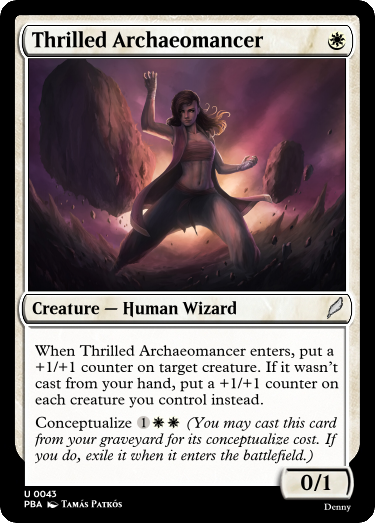 Thrilled Archaeomancer
Creature — Human Wizard
When Thrilled Archaeomancer enters, put a
+1/+1 counter on target creature. If it wasn't
cast from your hand, put a +1/+1 counter on
each creature you control instead.
Conceptualize 1 (You may cast this
card from your graveyard for its conceptualize cost. If
you do, exile it when it enters the battlefield.)
0/1
U 0043
PBA Tamás Patkós
Denny